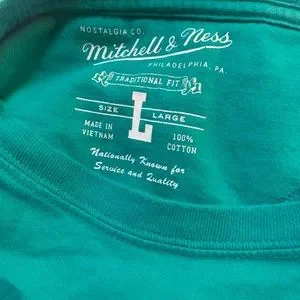 NOSTALGIA CO.
Mitchell & Ness
PHILADELPHIA, PA.
TRADITIONAL FIT
SIZE LARGE
L
MADE IN VIETNAM
100% COTTON
Nationally Known for
Service and Quality